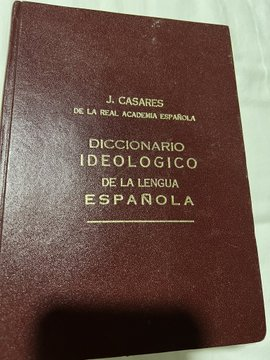 J. CASARES
DE LA REAL ACADEMIA ESPAÑOLA
DICCIONARIO
IDEOLOGICO
DE LA LENGUA
ESPAÑOLA